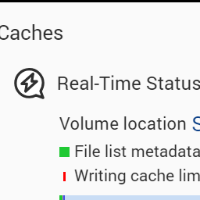 Caches
Real-Time Status
Volume location
File list metadata
Writing cache lim